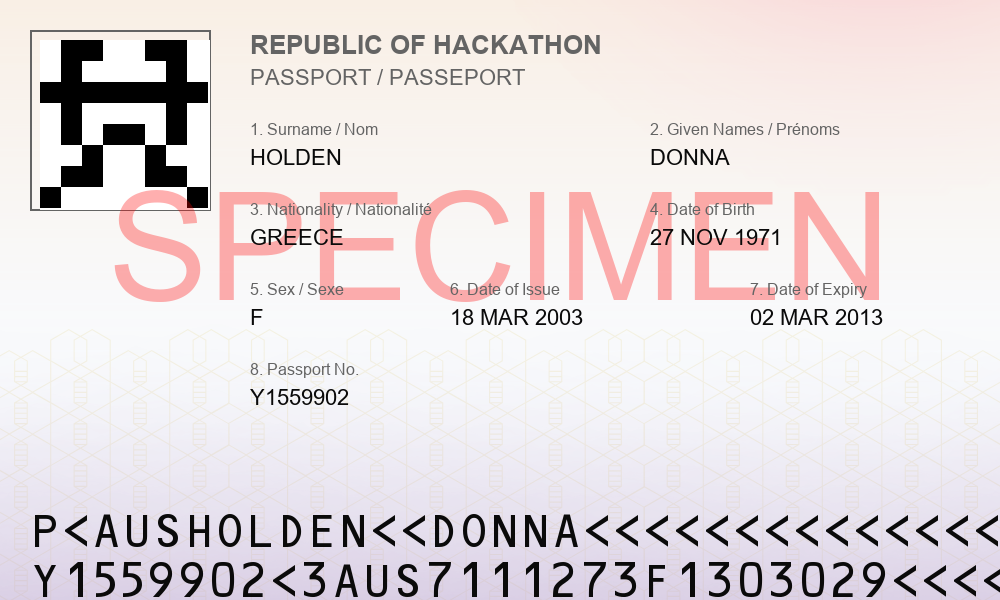 REPUBLIC OF HACKATHON
PASSPORT / PASSEPORT
1. Surname / Nom
2. Given Names / Prénoms
HOLDEN
DONNA
SPECIMEN
3. Nationality / Nationalité
4. Date of Birth
GREECE
27 NOV 1971
5. Sex / Sexe
6. Date of Issue
7. Date of Expiry
F
18 MAR 2003
02 MAR 2013
8. Passport No.
Y1559902
P<AUSHOLDEN<<DONNA<<<<<<<<<<<<<<
Y1559902<3AUS7111273F1303029<<<<